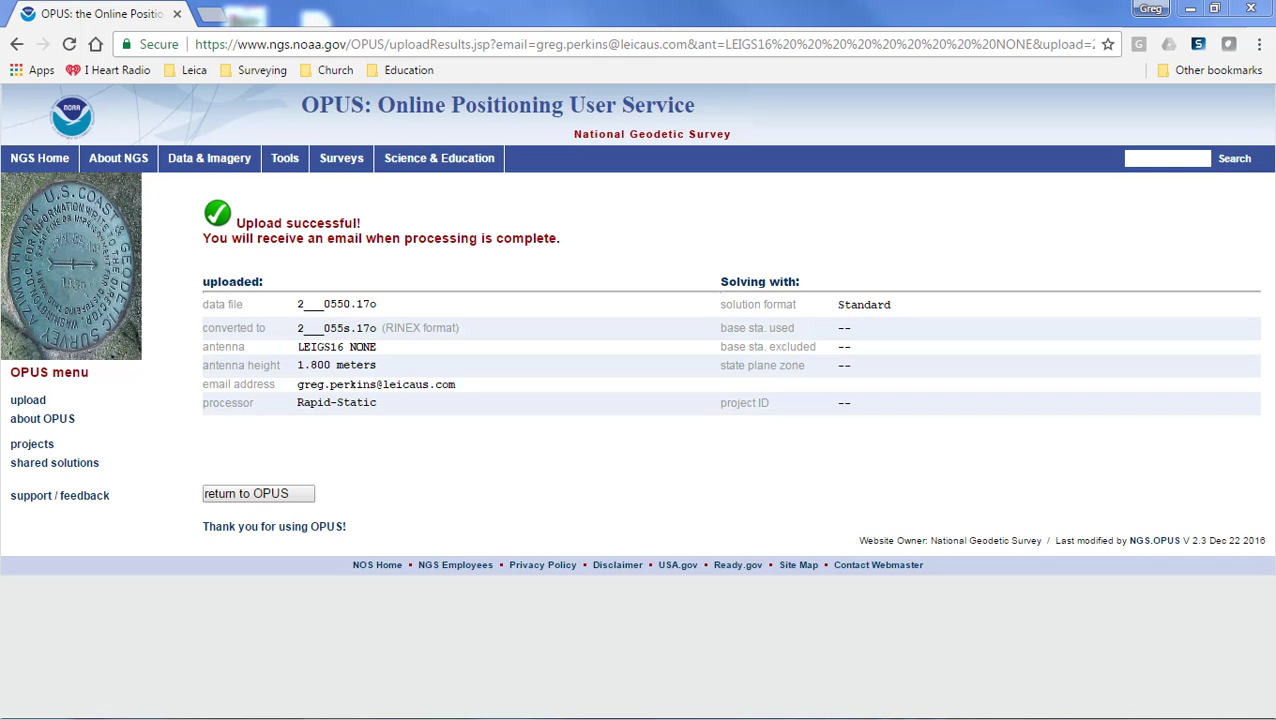 OPUS: the Online Positio
Greg
Secure https://www.ngs.noaa.gov/OPUS/uploadResults.jsp?email=greg.perkins@leicaus.com&ant=LEIGS16%20%20%20%20%20%20%20%20%20NONE&upload=2
Apps I Heart Radio Leica Surveying Church Education Other bookmarks
NOAA
OPUS: Online Positioning User Service
National Geodetic Survey
NGS Home About NGS Data & Imagery Tools Surveys Science & Education Search
Upload successful!
You will receive an email when processing is complete.
uploaded: Solving with:
data file 2___0550.17o solution format Standard
converted to 2___055s.17o (RINEX format) base sta. used --
antenna LEIGS16 NONE base sta. excluded --
antenna height 1.800 meters state plane zone --
email address greg.perkins@leicaus.com
processor Rapid-Static project ID --
OPUS menu
upload
about OPUS
projects
shared solutions
support / feedback
return to OPUS
Thank you for using OPUS!
Website Owner: National Geodetic Survey / Last modified by NGS.OPUS V 2.3 Dec 22 2016
NOS Home ▪ NGS Employees ▪ Privacy Policy ▪ Disclaimer ▪ USA.gov ▪ Ready.gov ▪ Site Map ▪ Contact Webmaster